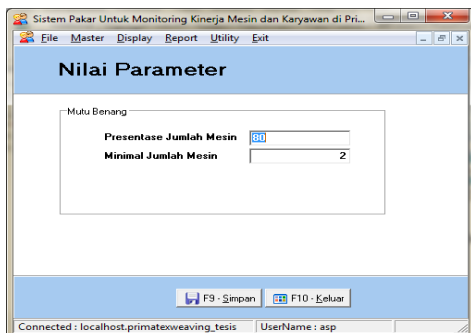 Sistem Pakar Untuk Monitoring Kinerja Mesin dan Karyawan di Pri...
File Master Display Report Utility Exit
Nilai Parameter
Mutu Benang
Presentase Jumlah Mesin 80
Minimal Jumlah Mesin 2
F9 - Simpan F10 - Keluar
Connected : localhost.primatexweaving_tesis UserName : asp